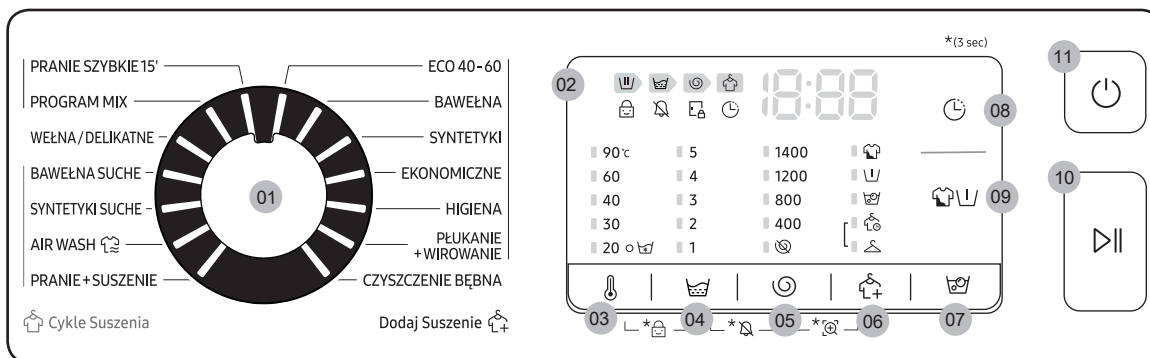 *(3 sec)
PRANIE SZYBKIE 15'
PROGRAM MIX
WEŁNA/DELIKATNE
BAWEŁNA SUCHE
SYNTETYKI SUCHE
AIR WASH
PRANIE+SUSZENIE
Cykle Suszenia
01
ECO 40-60
BAWEŁNA
SYNTETYKI
EKONOMICZNE
HIGIENA
PŁUKANIE
+WIROWANIE
CZYSZCZENIE BĘBNA
Dodaj Suszenie
02
18:88
90°c 5 1400
60 4 1200
40 3 800
30 2 400
20 1
03 04 05 06 07
* * *
08
09
11
10